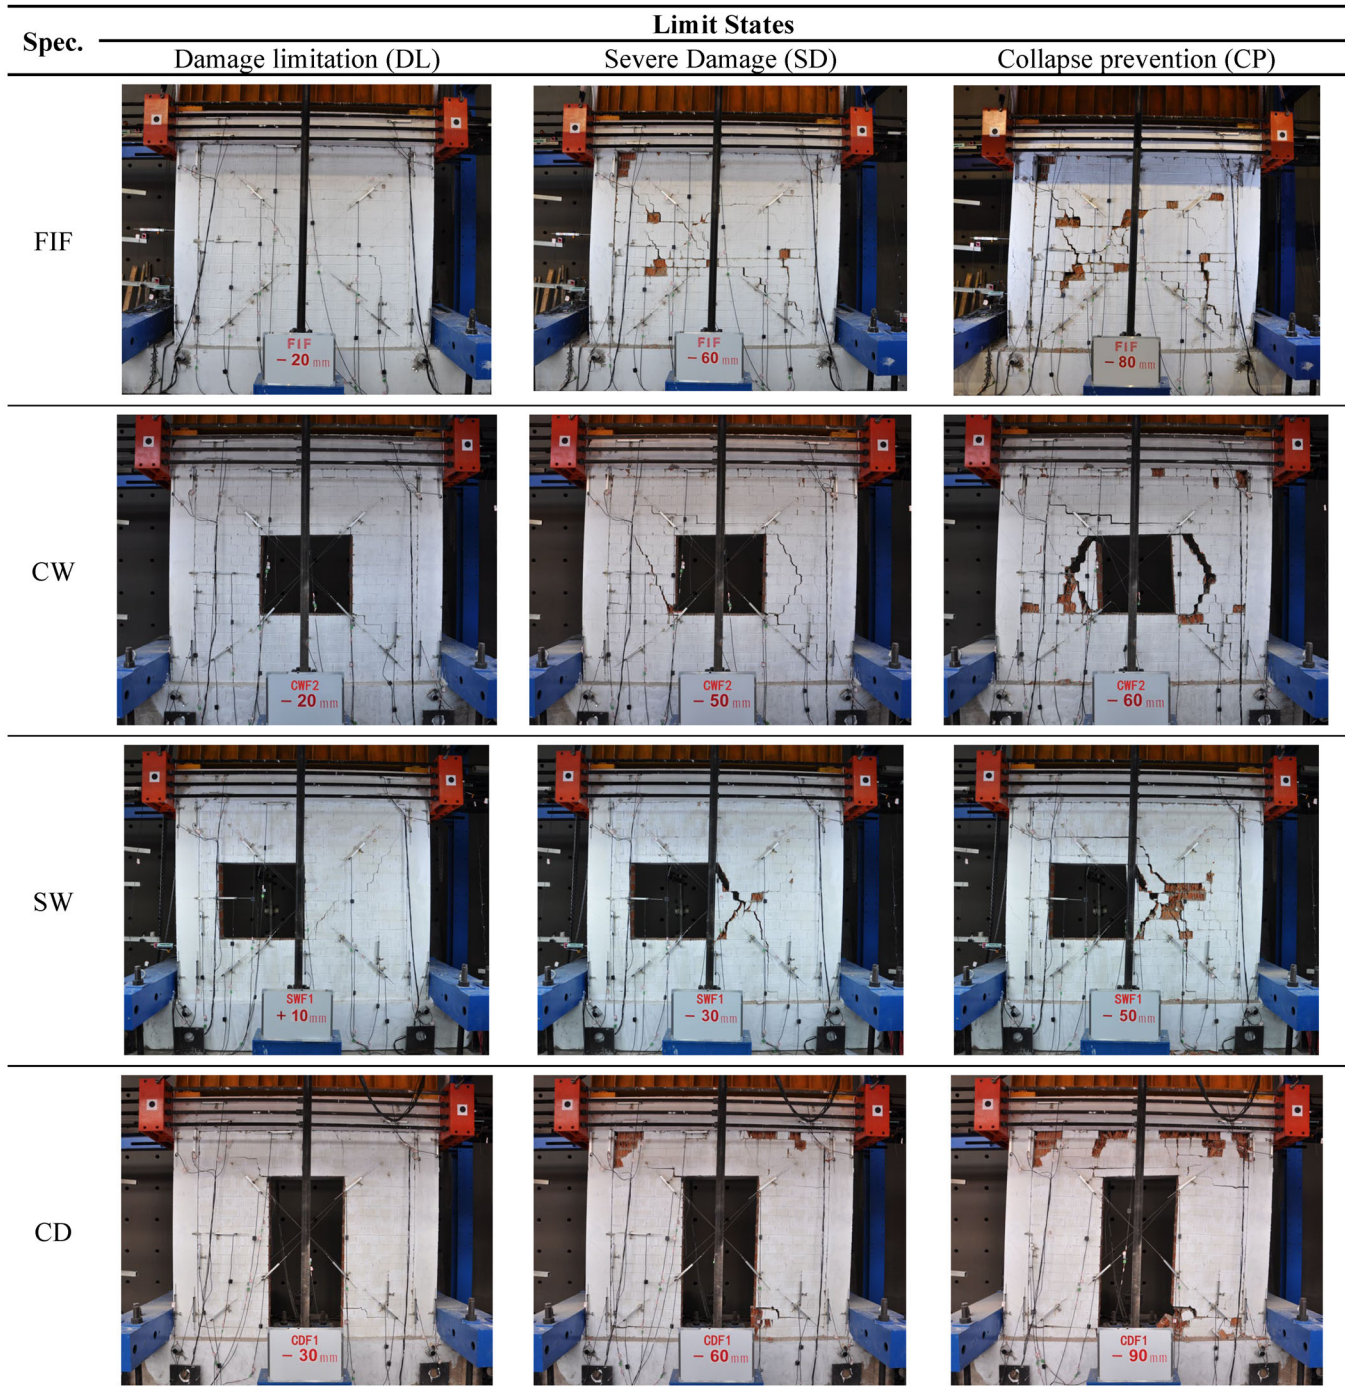 Spec.
Limit States
Damage limitation (DL)
Severe Damage (SD)
Collapse prevention (CP)
FIF
FIF
− 20 mm
FIF
− 60 mm
FIF
− 80 mm
CW
CWF2
− 20 mm
CWF2
− 50 mm
CWF2
− 60 mm
SW
SWF1
+ 10 mm
SWF1
− 30 mm
SWF1
− 50 mm
CD
CDF1
− 30 mm
CDF1
− 60 mm
CDF1
− 90 mm